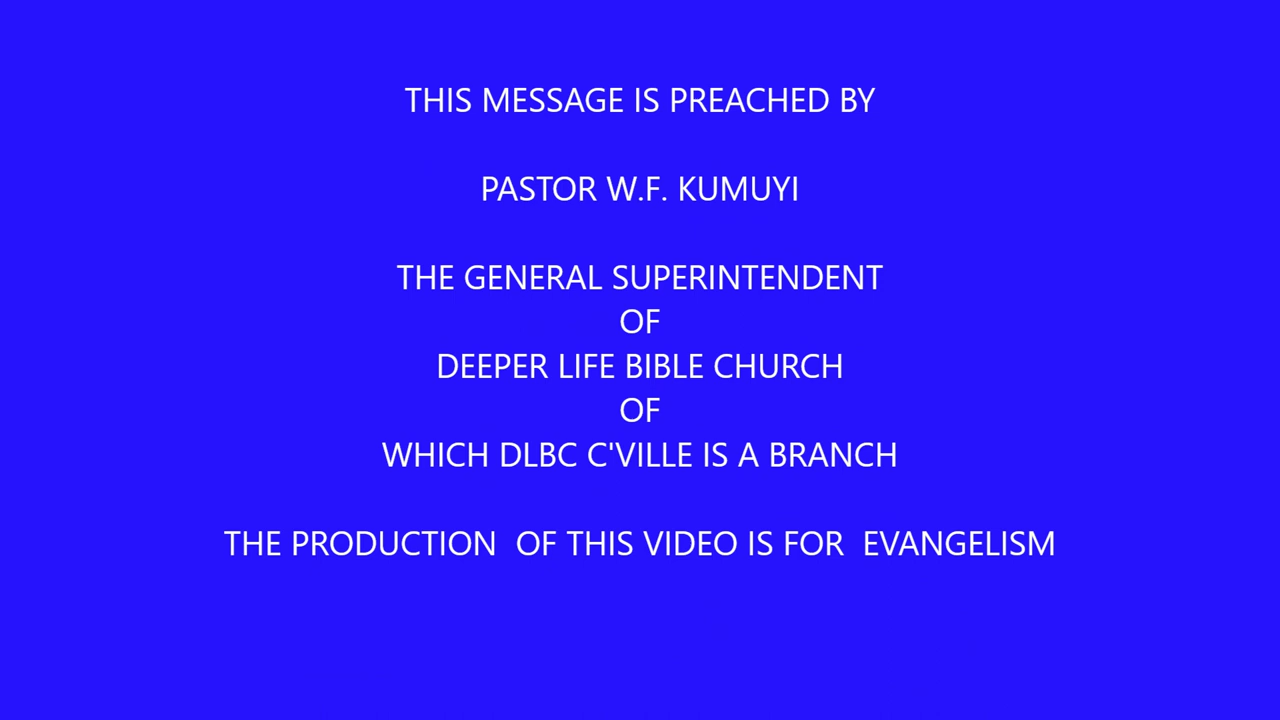 THIS MESSAGE IS PREACHED BY
PASTOR W.F. KUMUYI
THE GENERAL SUPERINTENDENT
OF
DEEPER LIFE BIBLE CHURCH
OF
WHICH DLBC C'VILLE IS A BRANCH
THE PRODUCTION  OF THIS VIDEO IS FOR  EVANGELISM